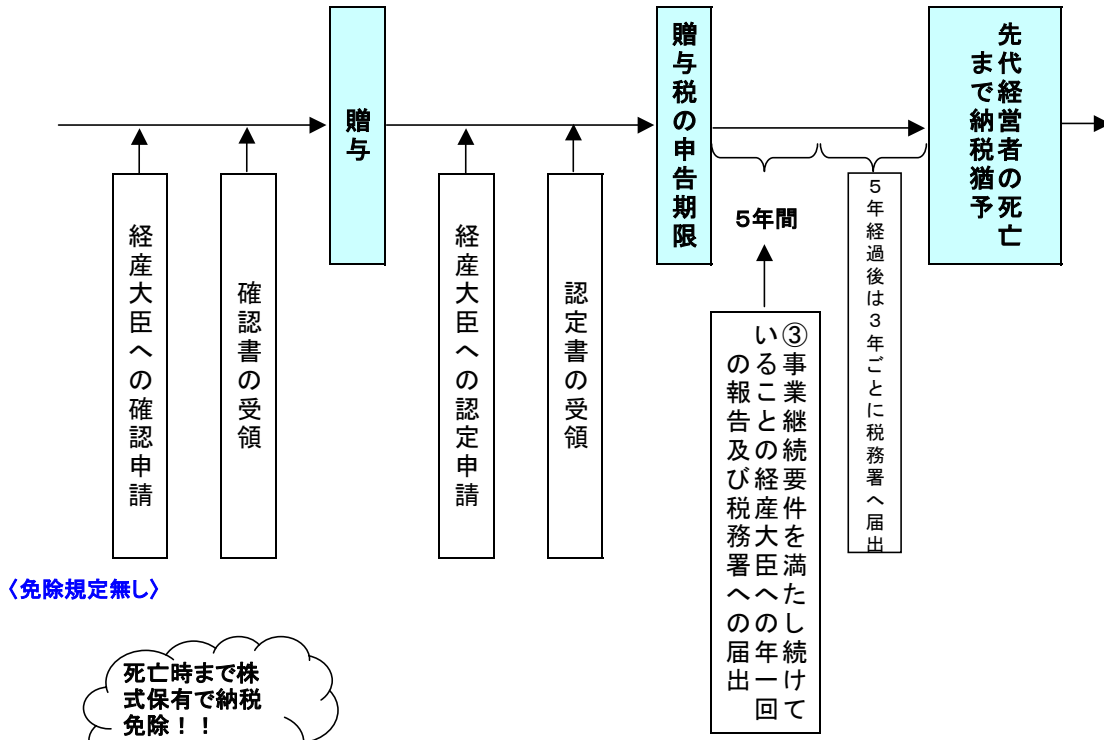 経産大臣への確認申請
確認書の受領
贈与
経産大臣への認定申請
認定書の受領
贈与税の申告期限
5年間
③事業継続要件を満たし続けて
いることの経産大臣への年一回
の報告及び税務署への届出
５年経過後は３年ごとに税務署へ届出
先代経営者の死亡
まで納税猶予
〈免除規定無し〉
死亡時まで株
式保有で納税
免除！！